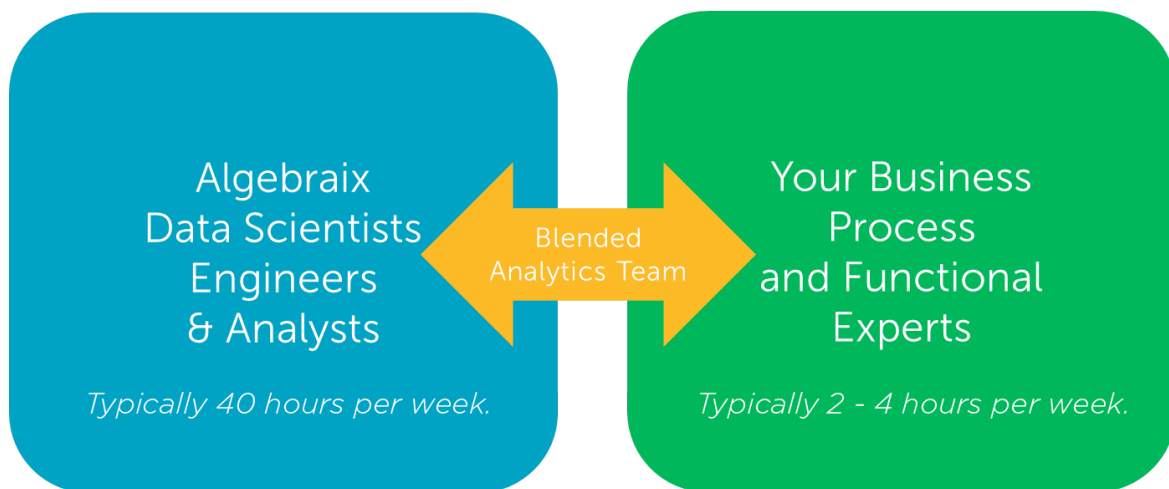 Algebraix
Data Scientists
Engineers
& Analysts
Typically 40 hours per week.
Blended
Analytics Team
Your Business
Process
and Functional
Experts
Typically 2 - 4 hours per week.